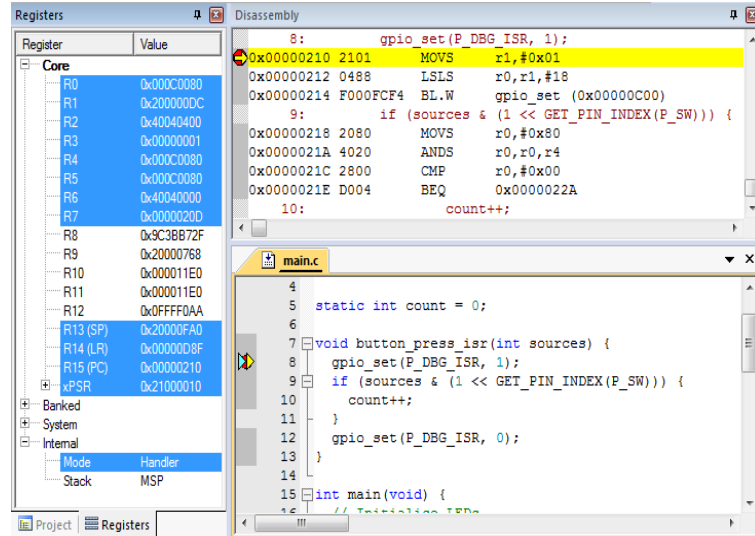 Registers
Register Value
Core
R0 0x000C0080
R1 0x200000DC
R2 0x40040400
R3 0x00000001
R4 0x000C0080
R5 0x000C0080
R6 0x40040000
R7 0x0000020D
R8 0x9C3BB72F
R9 0x20000768
R10 0x000011E0
R11 0x000011E0
R12 0x0FFFF0AA
R13 (SP) 0x20000FA0
R14 (LR) 0x00000D8F
R15 (PC) 0x00000210
xPSR 0x21000010
Banked
System
Internal
Mode Handler
Stack MSP
Project Registers
Disassembly
8: gpio_set(P_DBG_ISR, 1);
0x00000210 2101 MOVS r1,#0x01
0x00000212 0488 LSLS r0,r1,#18
0x00000214 F000FCF4 BL.W gpio_set (0x00000C00)
9: if (sources & (1 << GET_PIN_INDEX(P_SW))) {
0x00000218 2080 MOVS r0,#0x80
0x0000021A 4020 ANDS r0,r0,r4
0x0000021C 2800 CMP r0,#0x00
0x0000021E D004 BEQ 0x0000022A
10: count++;
main.c
4
5 static int count = 0;
6
7 void button_press_isr(int sources) {
8 gpio_set(P_DBG_ISR, 1);
9 if (sources & (1 << GET_PIN_INDEX(P_SW))) {
10 count++;
11 }
12 gpio_set(P_DBG_ISR, 0);
13 }
14
15 int main(void) {
16 // Initialise LEDs